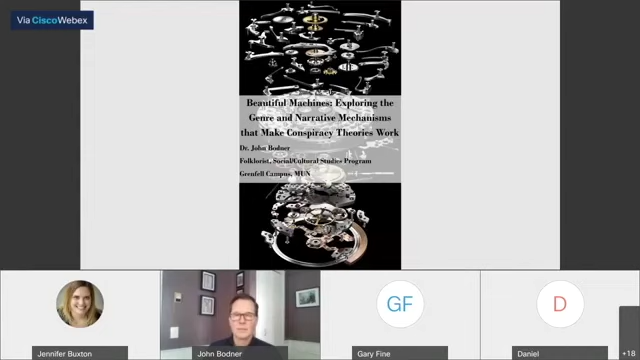 Via CiscoWebex
Beautiful Machines: Exploring the
Genre and Narrative Mechanisms
that Make Conspiracy Theories Work
Dr. John Bodner
Folklorist, Social/Cultural Studies Program
Grenfell Campus, MUN
GF
D
Jennifer Buxton
John Bodner
Gary Fine
Daniel
+18